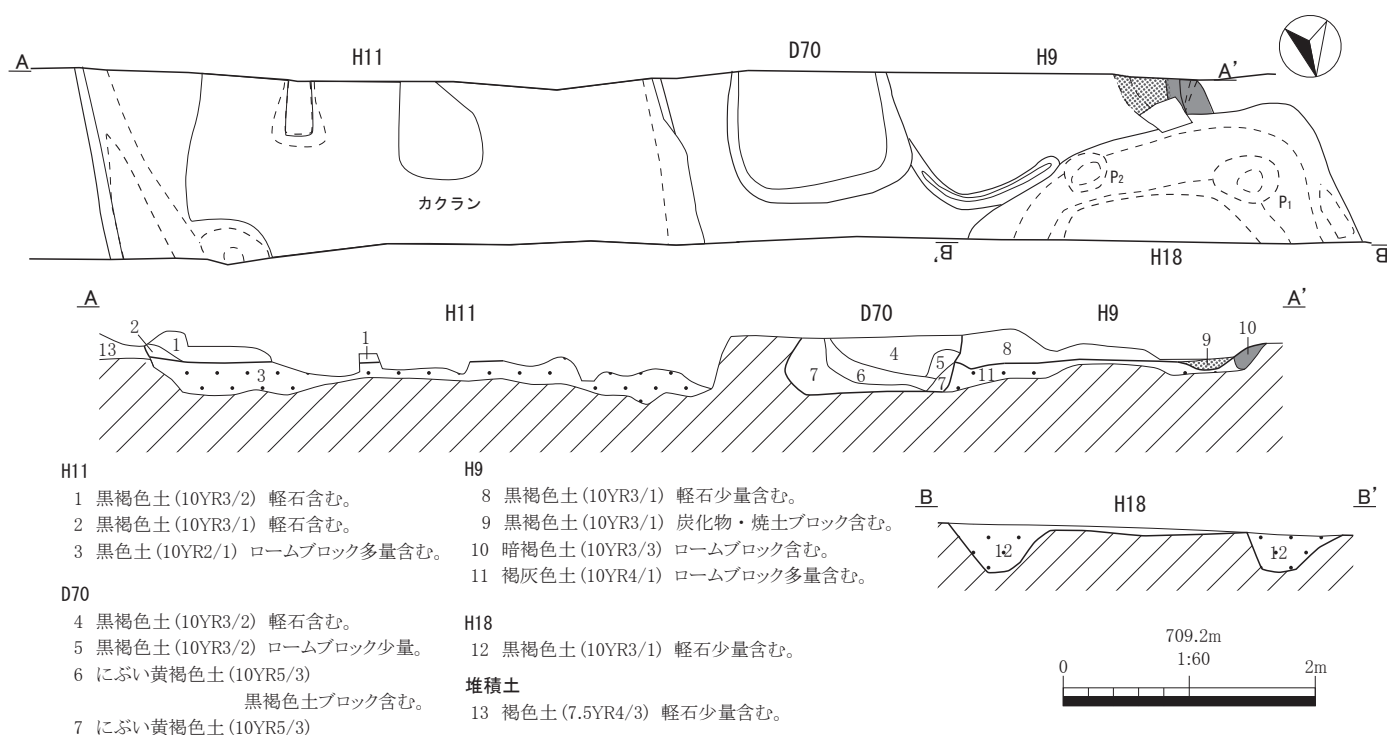 A
H11
D70
H9
A'
カクラン
P2
P1
B'
H18
B
A
H11
D70
H9
A'
2
1
1
13
3
4
5
6
7
7
8
9
10
11
H11
1 黒褐色土(10YR3/2) 軽石含む。
2 黒褐色土(10YR3/1) 軽石含む。
3 黒色土(10YR2/1) ロームブロック多量含む。
D70
4 黒褐色土(10YR3/2) 軽石含む。
5 黒褐色土(10YR3/2) ロームブロック少量。
6 にぶい黄褐色土(10YR5/3)
黒褐色土ブロック含む。
7 にぶい黄褐色土(10YR5/3)
H9
8 黒褐色土(10YR3/1) 軽石少量含む。
9 黒褐色土(10YR3/1) 炭化物・焼土ブロック含む。
10 暗褐色土(10YR3/3) ロームブロック含む。
11 褐灰色土(10YR4/1) ロームブロック多量含む。
H18
12 黒褐色土(10YR3/1) 軽石少量含む。
堆積土
13 褐色土(7.5YR4/3) 軽石少量含む。
B
H18
B'
12
12
709.2m
1:60
0
2m